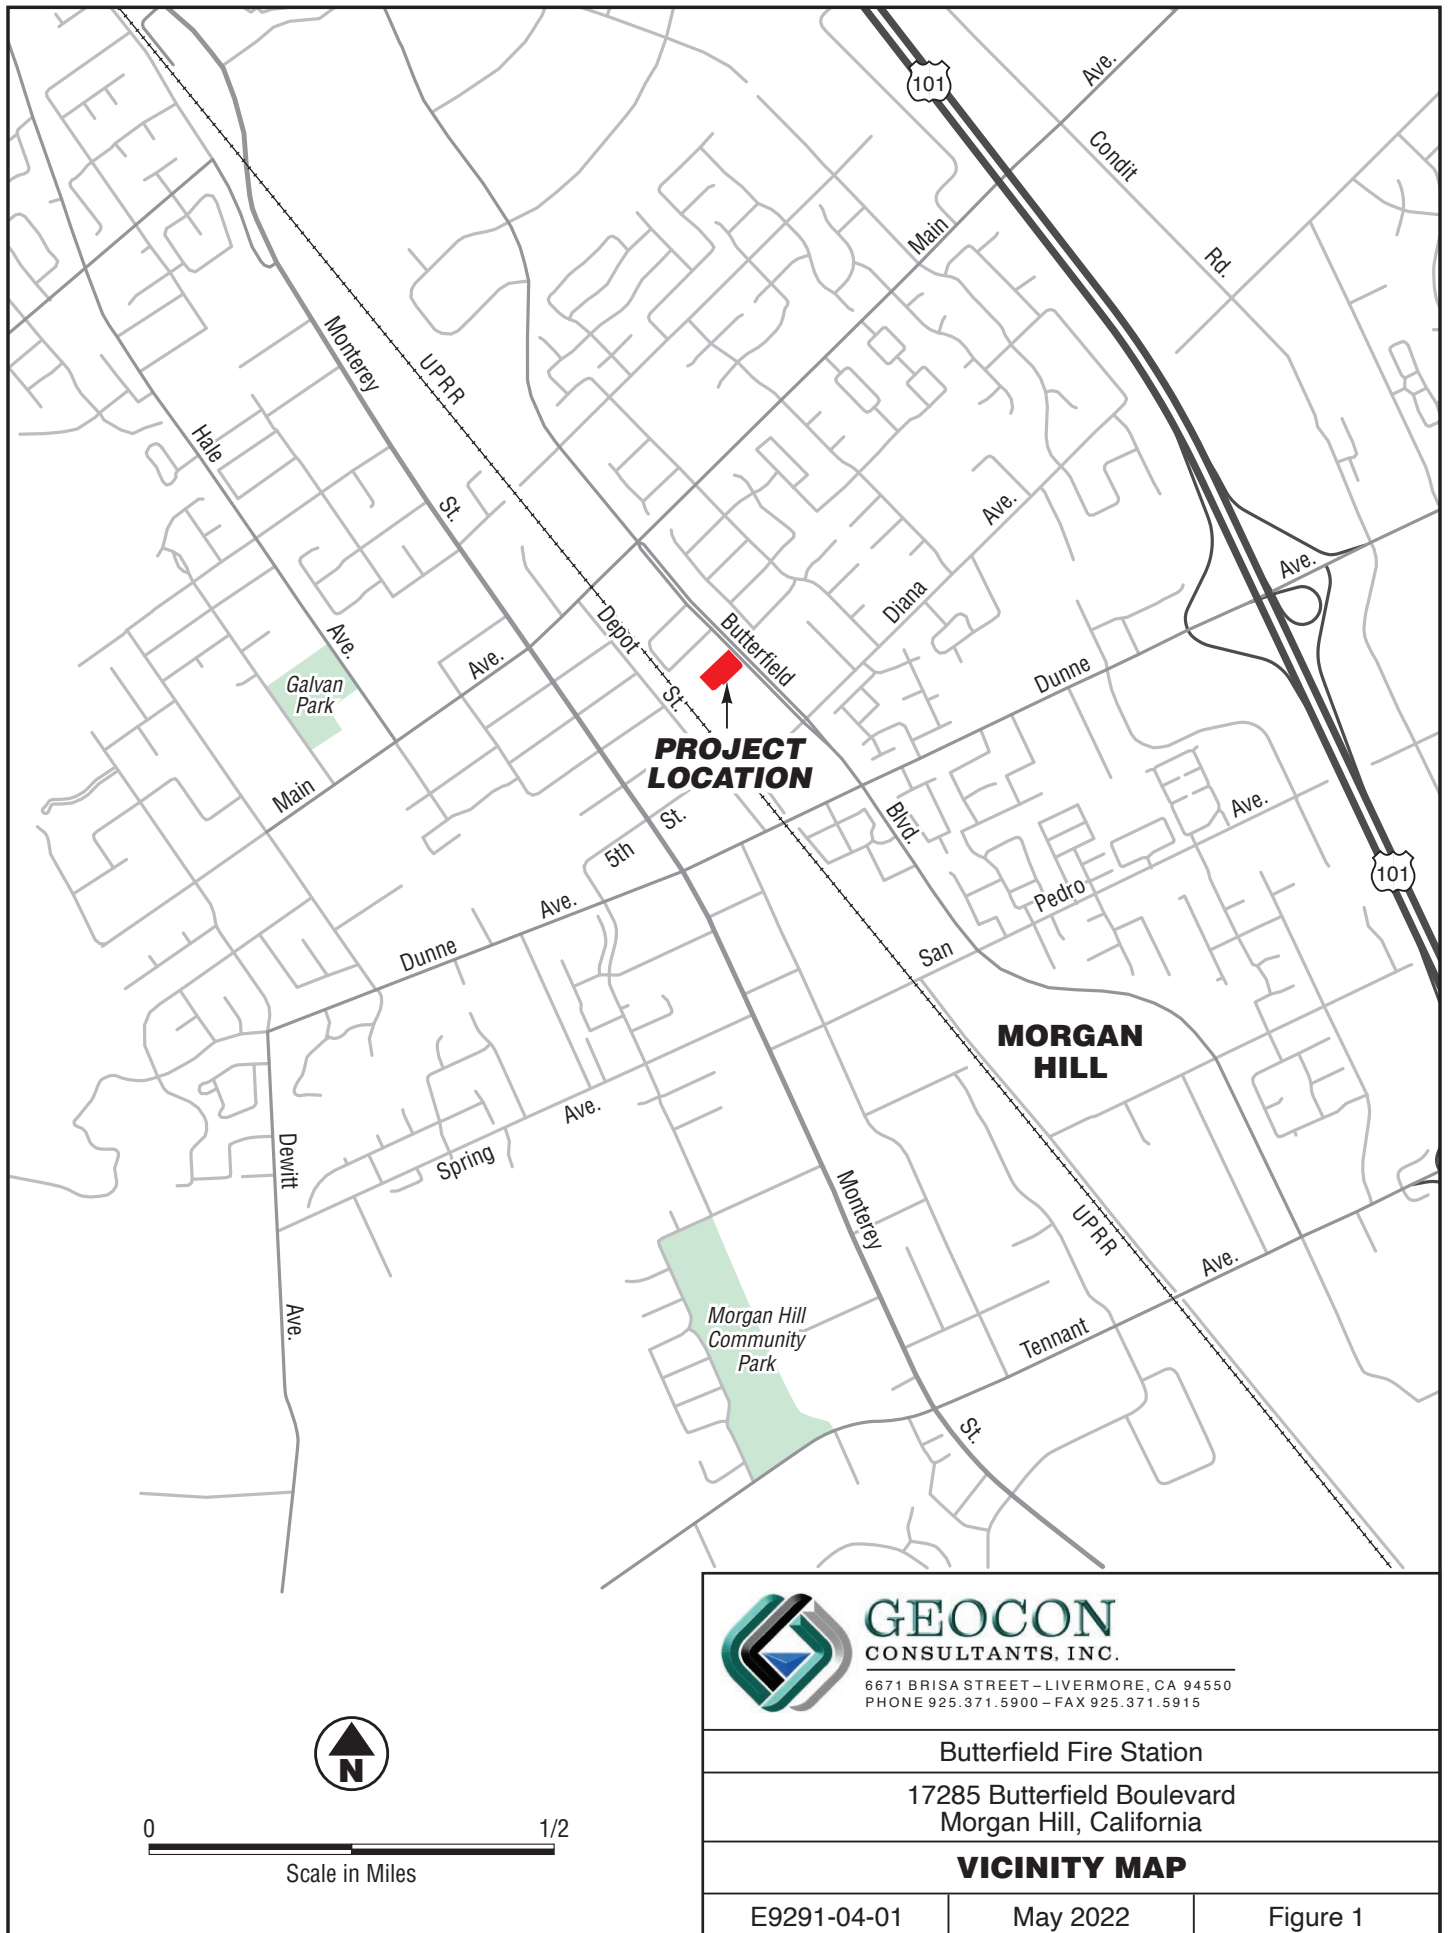 101
Ave.
Condit
Main
Rd.
Monterey
UPRR
Hale
St.
Ave.
Ave.
Diana
Depot
Butterfield
Ave.
Ave.
Dunne
Galvan
Park
St.
PROJECT
LOCATION
Main
St.
Blvd.
Ave.
5th
101
Pedro
Ave.
Dunne
San
MORGAN
HILL
Ave.
Dewitt
Spring
Monterey
UPRR
Ave.
Ave.
Morgan Hill
Community
Park
Tennant
St.
GEOCON
CONSULTANTS, INC.
6671 BRISA STREET – LIVERMORE, CA 94550
PHONE 925.371.5900 – FAX 925.371.5915
Butterfield Fire Station
17285 Butterfield Boulevard
Morgan Hill, California
VICINITY MAP
E9291-04-01 May 2022 Figure 1
N
0 1/2
Scale in Miles